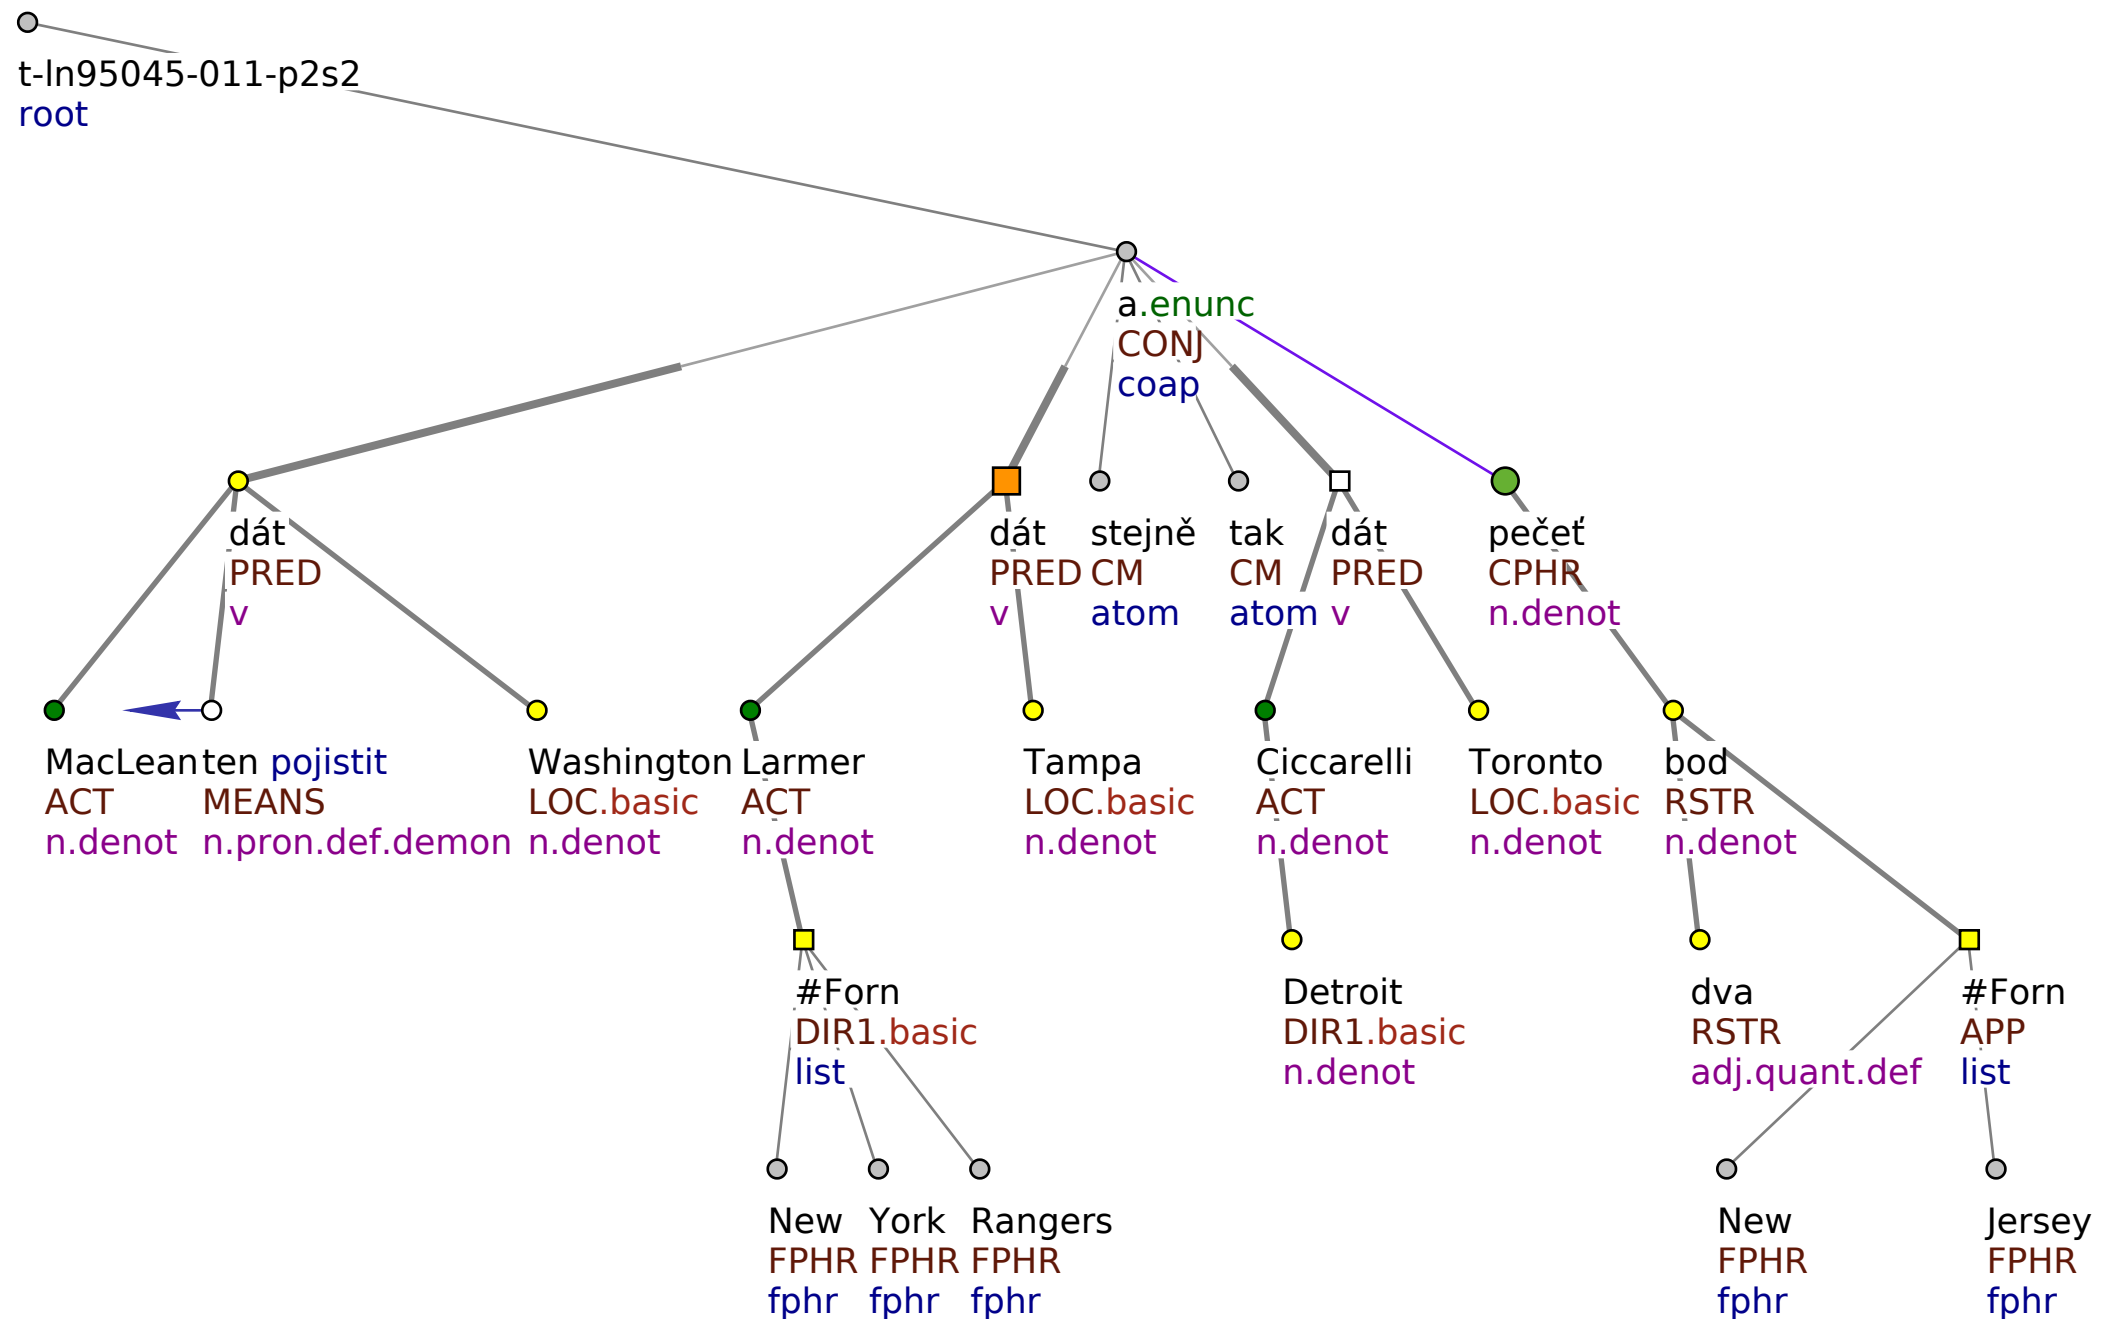 t-ln95045-011-p2s2
root
a.enunc
CONJ
coap
dát
PRED
v
dát
PRED
v
stejně
CM
atom
tak
CM
atom
dát
PRED
v
pečeť
CPHR
n.denot
MacLean
ACT
n.denot
ten pojistit
MEANS
n.pron.def.demon
Washington
LOC.basic
n.denot
Larmer
ACT
n.denot
Tampa
LOC.basic
n.denot
Ciccarelli
ACT
n.denot
Toronto
LOC.basic
n.denot
bod
RSTR
n.denot
#Forn
DIR1.basic
list
Detroit
DIR1.basic
n.denot
dva
RSTR
adj.quant.def
#Forn
APP
list
New
FPHR
fphr
York
FPHR
fphr
Rangers
FPHR
fphr
New
FPHR
fphr
Jersey
FPHR
fphr